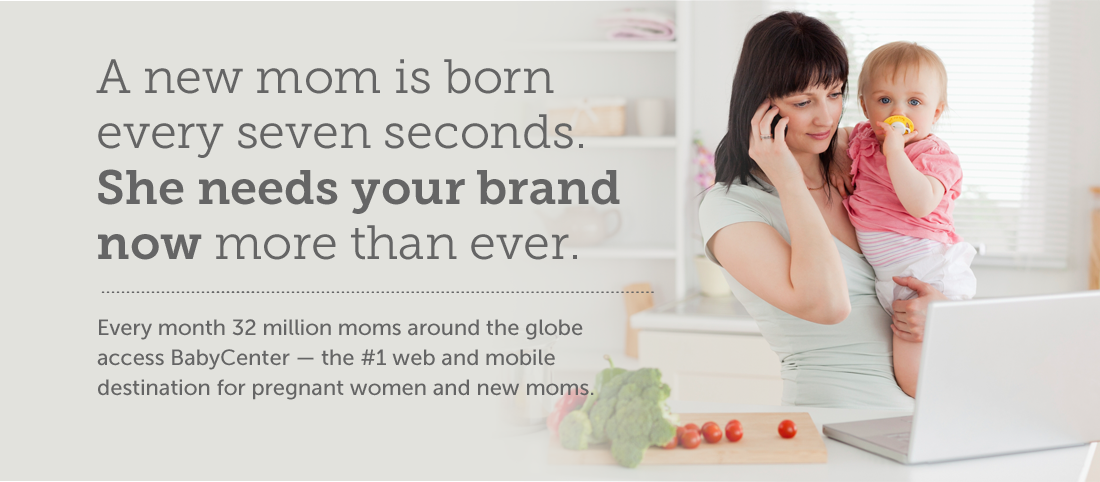 A new mom is born
every seven seconds.
She needs your brand
now more than ever.
Every month 32 million moms around the globe
access BabyCenter — the #1 web and mobile
destination for pregnant women and new moms.